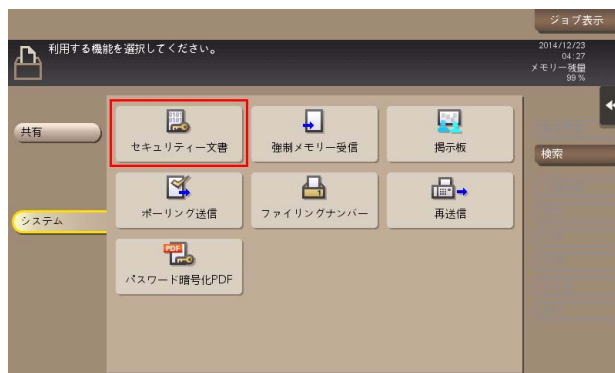 ジョブ表示
利用する機能を選択してください。
2014/12/23
04:27
メモリー残量
99 %
共有
システム
セキュリティー文書
強制メモリー受信
掲示板
ポーリング送信
ファイリングナンバー
再送信
PDF
パスワード暗号化PDF
検索